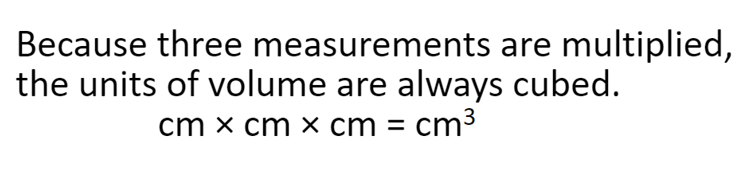 Because three measurements are multiplied,
the units of volume are always cubed.
cm × cm × cm = cm³